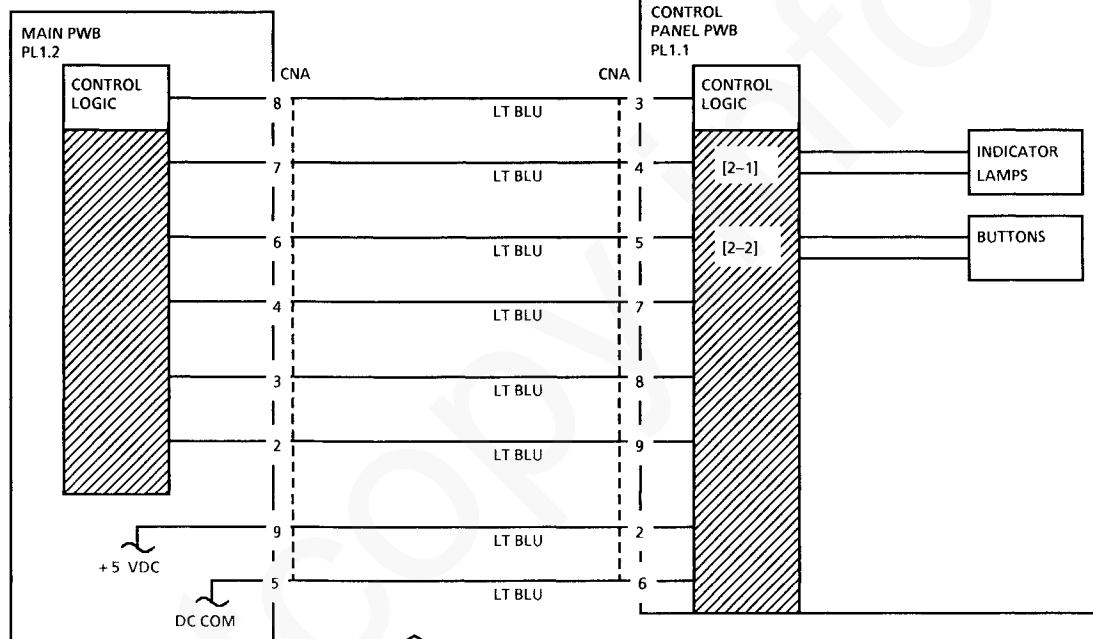 MAIN PWB
PL1.2
CONTROL
PANEL PWB
PL1.1
CONTROL
LOGIC
CNA
CNA
CONTROL
LOGIC
8
LT BLU
3
7
LT BLU
4
[2–1]
INDICATOR
LAMPS
6
LT BLU
5
[2–2]
BUTTONS
4
LT BLU
7
3
LT BLU
8
2
LT BLU
9
9
LT BLU
2
+5 VDC
5
LT BLU
6
DC COM
copy info